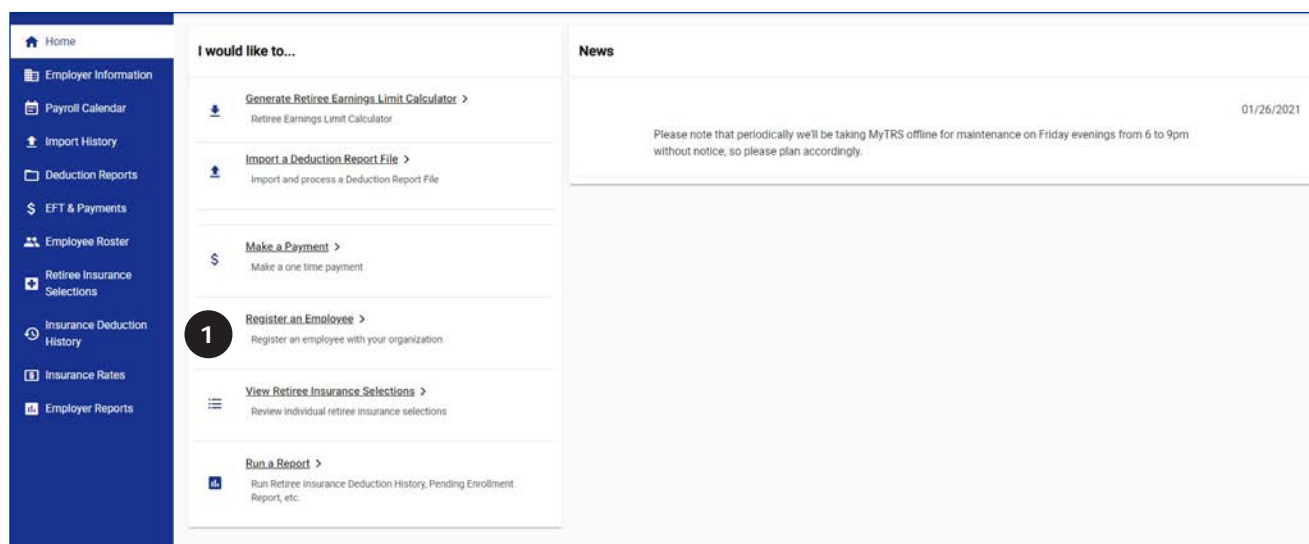 Home
Employer Information
Payroll Calendar
Import History
Deduction Reports
EFT & Payments
Employee Roster
Retiree Insurance
Selections
Insurance Deduction
History
Insurance Rates
Employer Reports
I would like to...
Generate Retiree Earnings Limit Calculator >
Retiree Earnings Limit Calculator
Import a Deduction Report File >
Import and process a Deduction Report File
$
Make a Payment >
Make a one time payment
1
Register an Employee >
Register an employee with your organization
View Retiree Insurance Selections >
Review individual retiree insurance selections
Run a Report >
Run Retiree Insurance Deduction History, Pending Enrollment
Report, etc.
News
01/26/2021
Please note that periodically we'll be taking MyTRS offline for maintenance on Friday evenings from 6 to 9pm
without notice, so please plan accordingly.